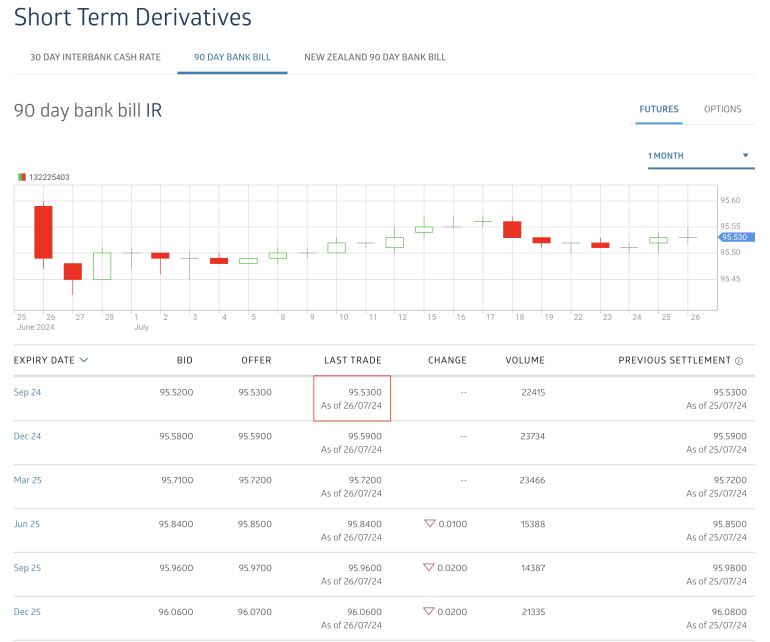 Short Term Derivatives
30 DAY INTERBANK CASH RATE 90 DAY BANK BILL NEW ZEALAND 90 DAY BANK BILL
90 day bank bill IR FUTURES OPTIONS
1 MONTH
132225403
95.60
95.55
95.530
95.50
95.45
25 26 27 28 1 2 3 4 5 8 9 10 11 12 15 16 17 18 19 22 23 24 25 26
June 2024 July
EXPIRY DATE BID OFFER LAST TRADE CHANGE VOLUME PREVIOUS SETTLEMENT
Sep 24 95.5200 95.5300 95.5300 -- 22415 95.5300
As of 26/07/24 As of 25/07/24
Dec 24 95.5800 95.5900 95.5900 -- 23734 95.5900
As of 26/07/24 As of 25/07/24
Mar 25 95.7100 95.7200 95.7200 -- 23466 95.7200
As of 26/07/24 As of 25/07/24
Jun 25 95.8400 95.8500 95.8400 0.0100 15388 95.8500
As of 26/07/24 As of 25/07/24
Sep 25 95.9600 95.9700 95.9600 0.0200 14387 95.9800
As of 26/07/24 As of 25/07/24
Dec 25 96.0600 96.0700 96.0600 0.0200 21335 96.0800
As of 26/07/24 As of 25/07/24